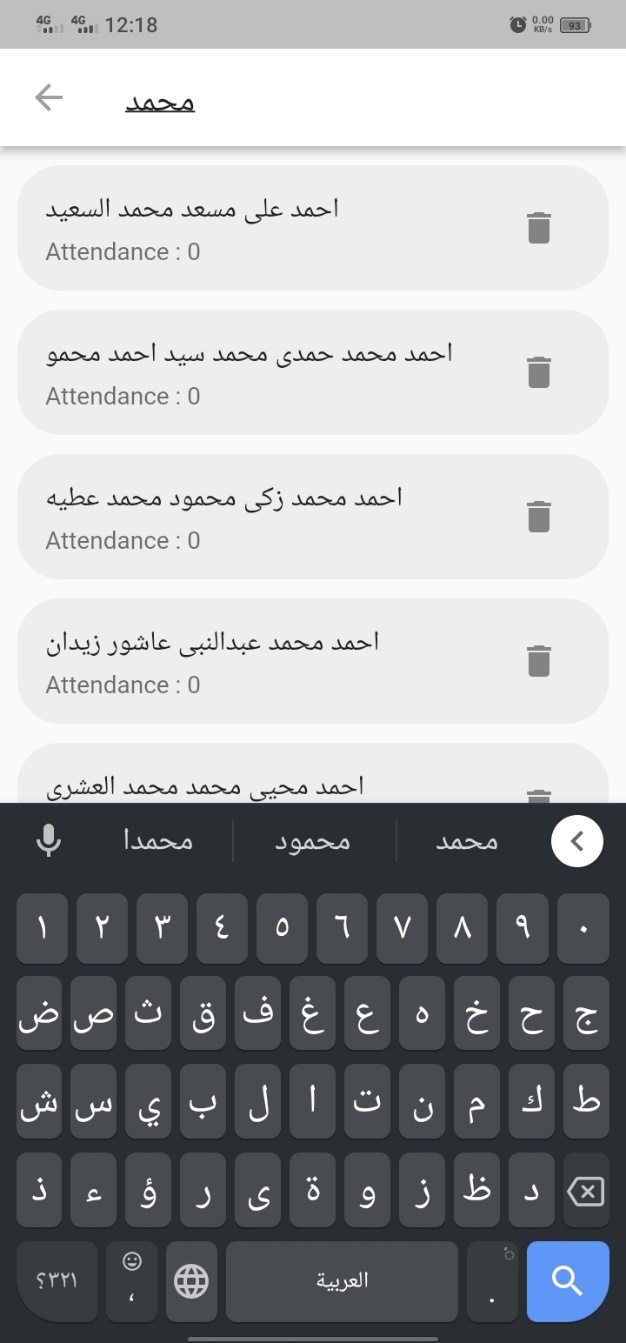 4G 4G 12:18 0.00 KB/s 93
محمد
احمد على مسعد محمد السعيد
Attendance : 0
احمد محمد حمدى محمد سيد احمد محمو
Attendance : 0
احمد محمد زكى محمود محمد عطيه
Attendance : 0
احمد محمد عبدالنبى عاشور زيدان
Attendance : 0
احمد محيي محمد محمد العشرى
محمدا محمود محمد
١ ٢ ٣ ٤ ٥ ٦ ٧ ٨ ٩ ٠
ض ص ث ق ف غ ع ه خ ح ج
ش س ي ب ل ا ت ن م ك ط
ذ ء ؤ ر ى ة و ز ظ د
٣٢١؟ ، العربية .